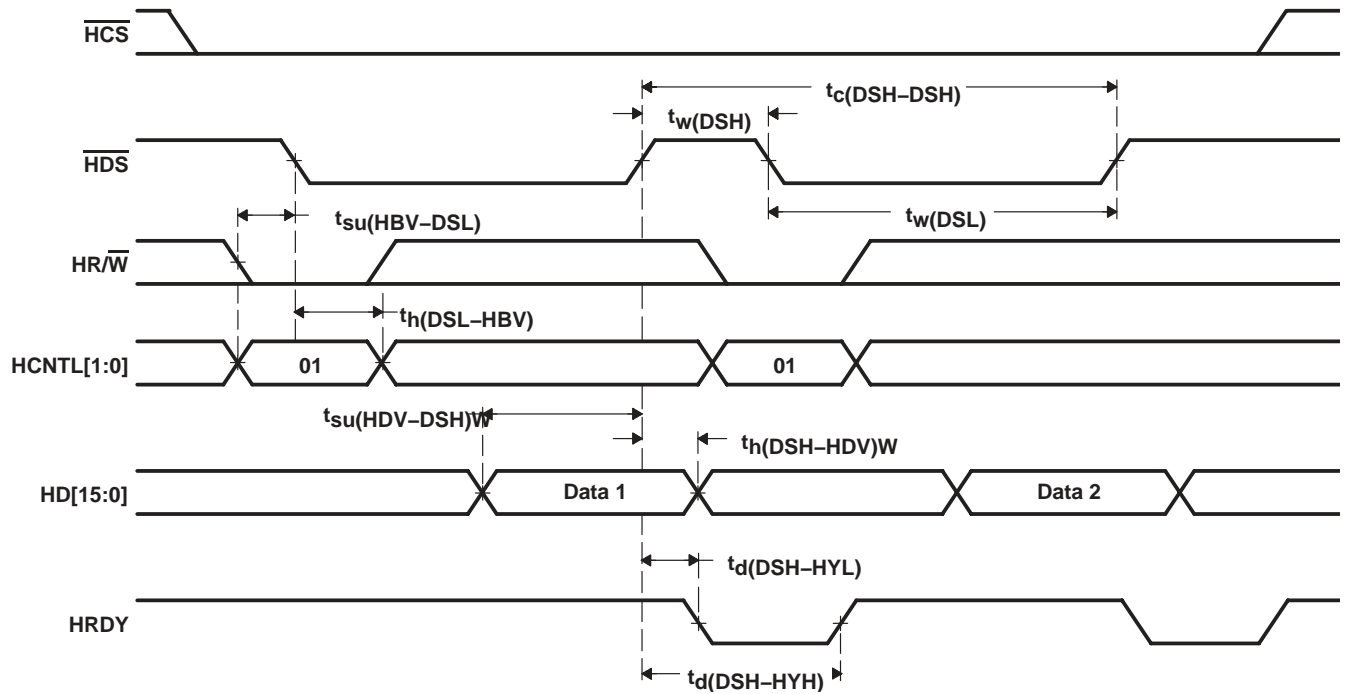 HCS
tc(DSH–DSH)
tw(DSH)
HDS
tsu(HBV–DSL)
tw(DSL)
HR/W
th(DSL–HBV)
HCNTL[1:0]
01
01
tsu(HDV–DSH)W
th(DSH–HDV)W
HD[15:0]
Data 1
Data 2
td(DSH–HYL)
HRDY
td(DSH–HYH)